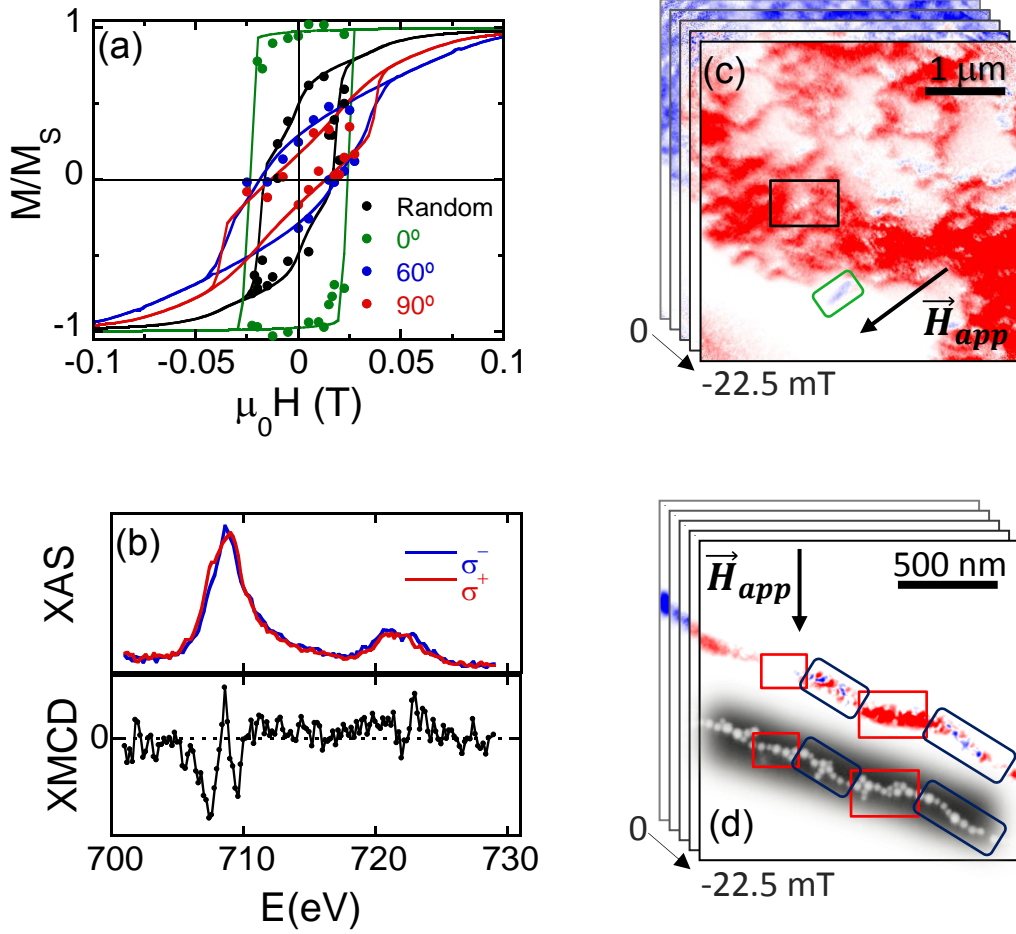 (a)
M/M_S
1
0
-1
Random
0º
60º
90º
-0.1
-0.05
0
0.05
0.1
μ₀H (T)
(c)
1 μm
H_app
0
-22.5 mT
(b)
XAS
σ⁻
σ⁺
XMCD
0
700
710
720
730
E(eV)
H_app
500 nm
(d)
0
-22.5 mT